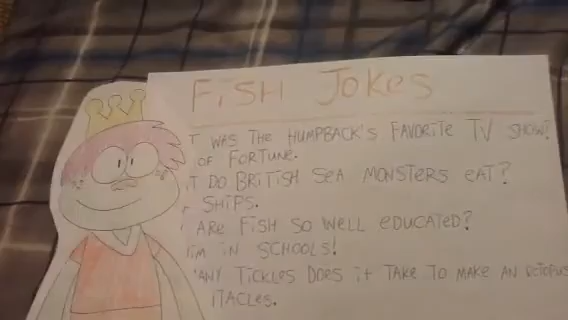 FiSH JoKeS
T WAS THE HUMPBACK'S FAVORiTE TV SHOW?
OF FORTUNE.
T DO BRiTiSH SeA MONSTeRS eAT?
SHiPS.
ARe FiSH SO WeLL eDUCATeD?
iM iN SCHOOLS!
ANY TiCKLeS DOeS iT TAKe TO MAKe AN OCTOPUS
TACLeS.